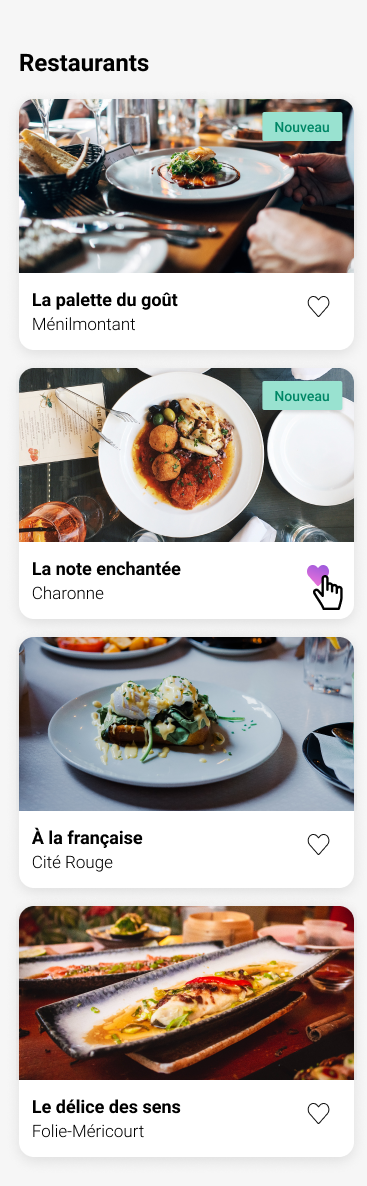 Restaurants
Nouveau
La palette du goût
Ménilmontant
Nouveau
La note enchantée
Charonne
À la française
Cité Rouge
Le délice des sens
Folie-Méricourt